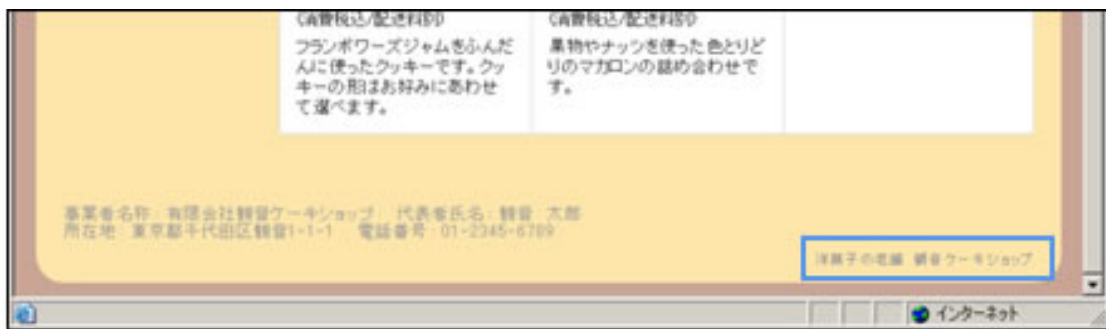 (消費税込/配送料別)
フランボワーズジャムをふんだ
んに使ったクッキーです。クッ
キーの形はお好みにあわせ
て選べます。
(消費税込/配送料別)
果物やナッツを使った色とりど
りのマカロンの詰め合わせで
す。
事業者名称:有限会社観音ケーキショップ 代表者氏名:観音 太郎
所在地:東京都千代田区観音1-1-1 電話番号:01-2345-6789
洋菓子の老舗 観音ケーキショップ
インターネット